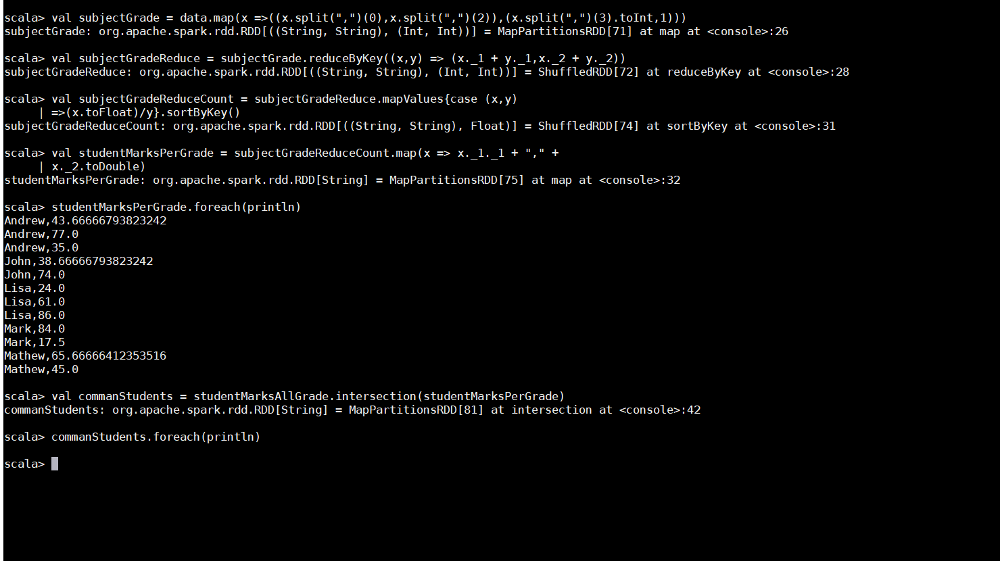 scala> val subjectGrade = data.map(x =>((x.split(",")(0),x.split(",")(2)),(x.split(",")(3).toInt,1)))
subjectGrade: org.apache.spark.rdd.RDD[((String, String), (Int, Int))] = MapPartitionsRDD[71] at map at <console>:26
scala> val subjectGradeReduce = subjectGrade.reduceByKey((x,y) => (x._1 + y._1,x._2 + y._2))
subjectGradeReduce: org.apache.spark.rdd.RDD[((String, String), (Int, Int))] = ShuffledRDD[72] at reduceByKey at <console>:28
scala> val subjectGradeReduceCount = subjectGradeReduce.mapValues{case (x,y)
     | =>(x.toFloat)/y}.sortByKey()
subjectGradeReduceCount: org.apache.spark.rdd.RDD[((String, String), Float)] = ShuffledRDD[74] at sortByKey at <console>:31
scala> val studentMarksPerGrade = subjectGradeReduceCount.map(x => x._1._1 + "," +
     | x._2.toDouble)
studentMarksPerGrade: org.apache.spark.rdd.RDD[String] = MapPartitionsRDD[75] at map at <console>:32
scala> studentMarksPerGrade.foreach(println)
Andrew,43.66666793823242
Andrew,77.0
Andrew,35.0
John,38.66666793823242
John,74.0
Lisa,24.0
Lisa,61.0
Lisa,86.0
Mark,84.0
Mark,17.5
Mathew,65.66666412353516
Mathew,45.0
scala> val commanStudents = studentMarksAllGrade.intersection(studentMarksPerGrade)
commanStudents: org.apache.spark.rdd.RDD[String] = MapPartitionsRDD[81] at intersection at <console>:42
scala> commanStudents.foreach(println)
scala>